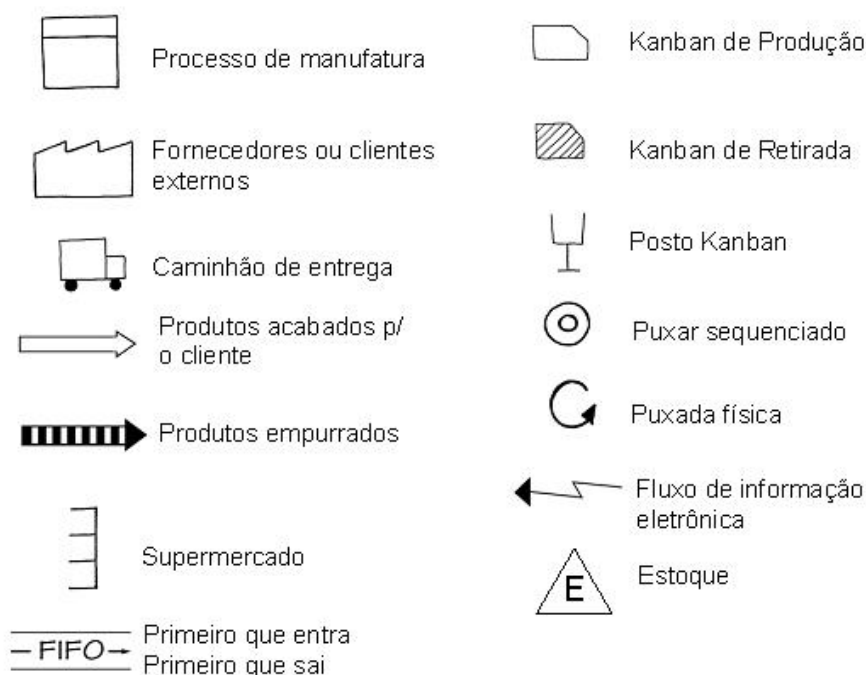 Processo de manufatura
Fornecedores ou clientes
externos
Caminhão de entrega
Produtos acabados p/
o cliente
Produtos empurrados
Supermercado
FIFO
Primeiro que entra
Primeiro que sai
Kanban de Produção
Kanban de Retirada
Posto Kanban
Puxar sequenciado
Puxada física
Fluxo de informação
eletrônica
E
Estoque